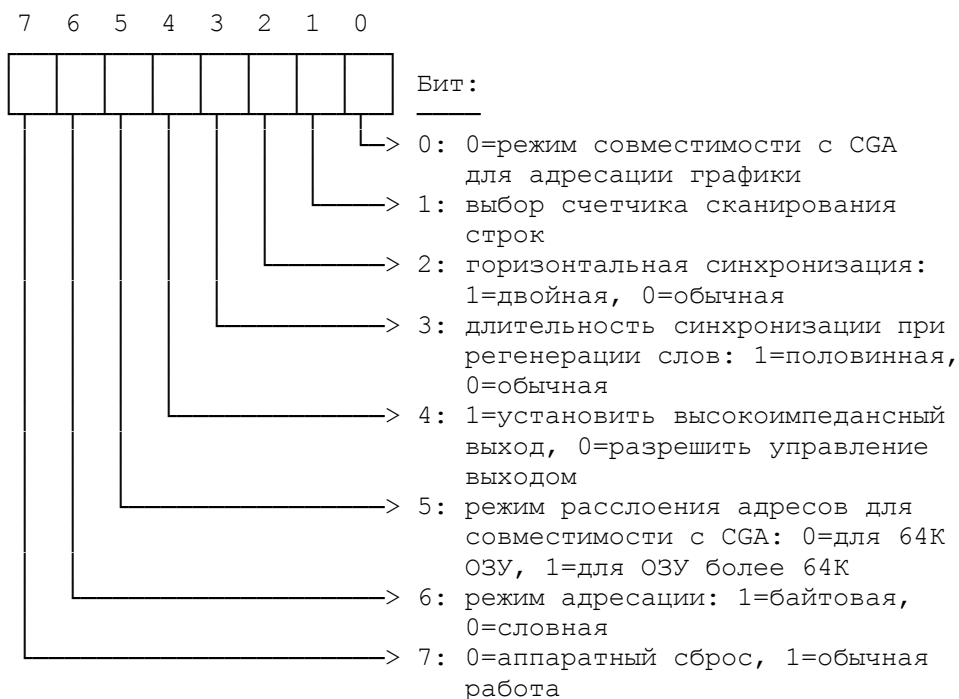 7 6 5 4 3 2 1 0
Бит:
0: 0=режим совместимости с CGA
для адресации графики
1: выбор счетчика сканирования
строк
2: горизонтальная синхронизация:
1=двойная, 0=обычная
3: длительность синхронизации при
регенерации слов: 1=половинная,
0=обычная
4: 1=установить высокоимпедансный
выход, 0=разрешить управление
выходом
5: режим расслоения адресов для
совместимости с CGA: 0=для 64К
ОЗУ, 1=для ОЗУ более 64К
6: режим адресации: 1=байтовая,
0=словная
7: 0=аппаратный сброс, 1=обычная
работа